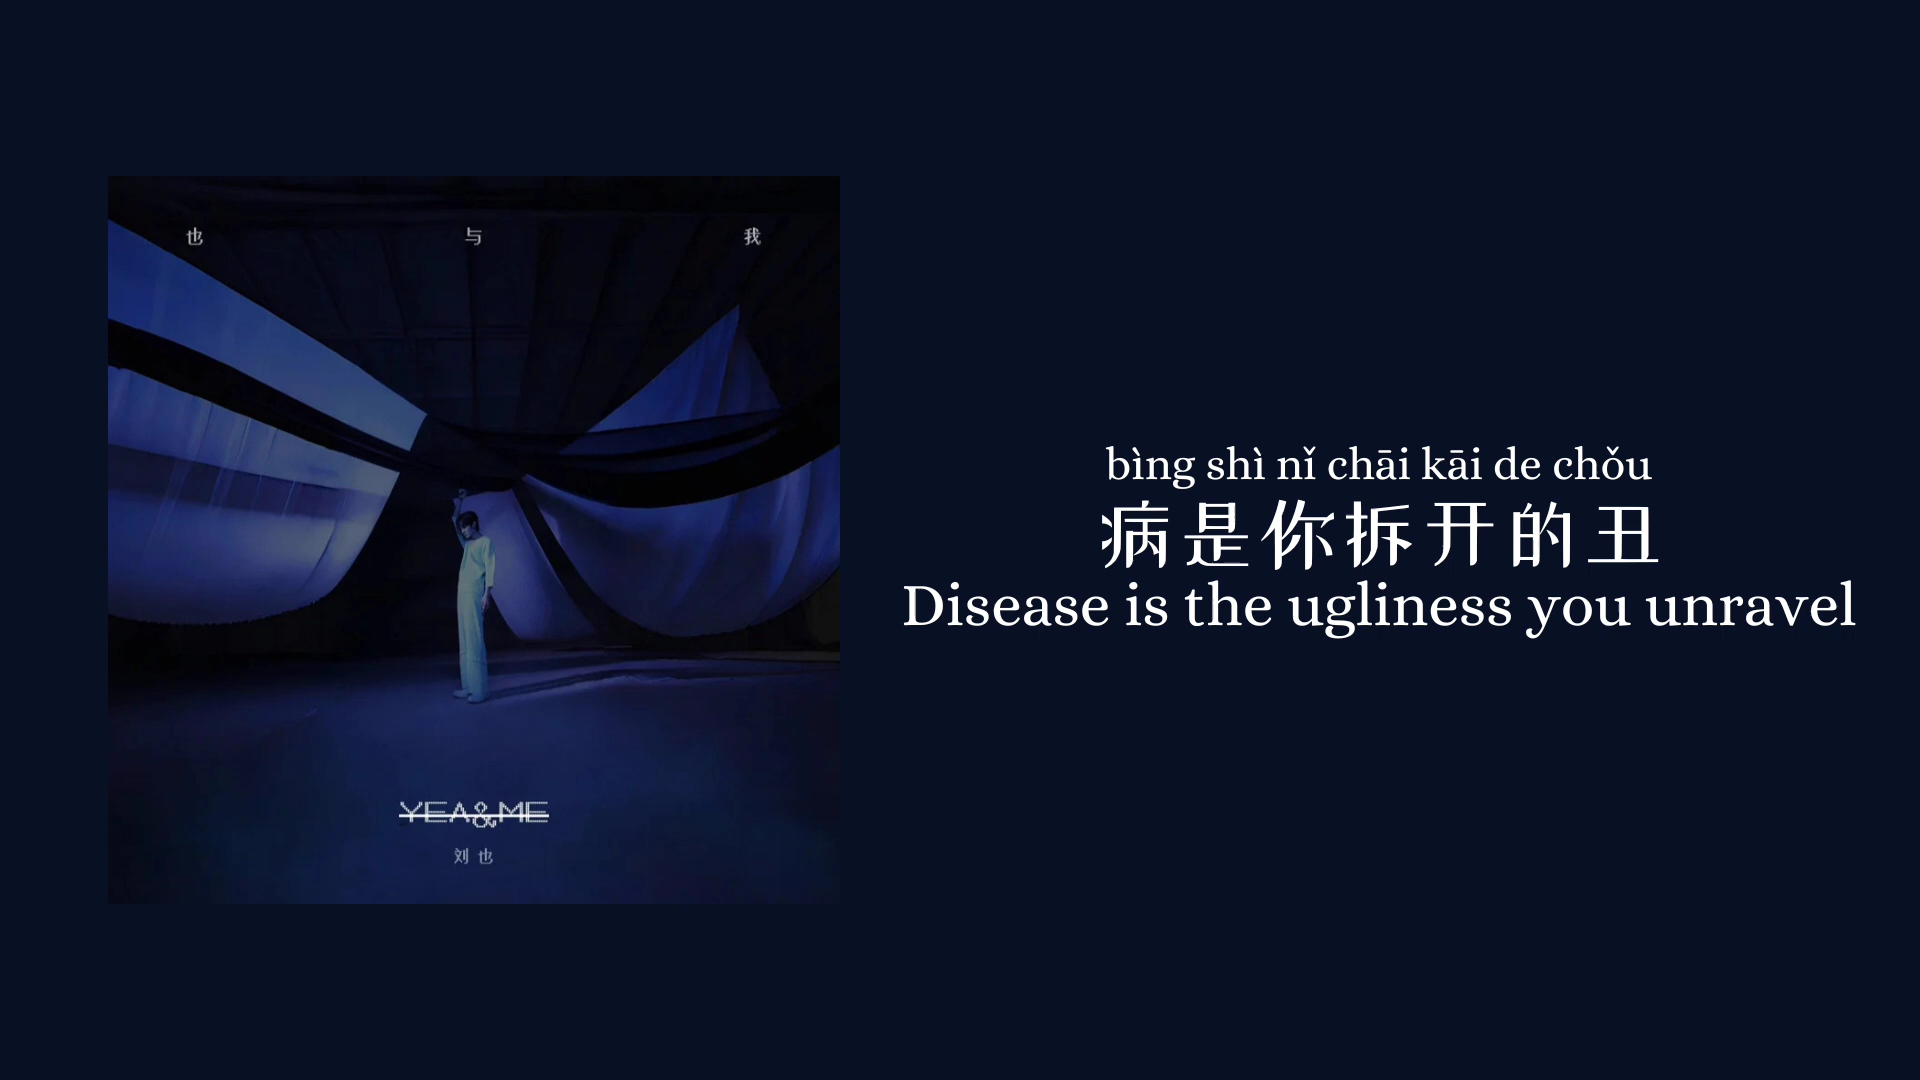 也 与 我
YEA&ME
刘 也
bìng shì nǐ chāi kāi de chǒu
病是你拆开的丑
Disease is the ugliness you unravel